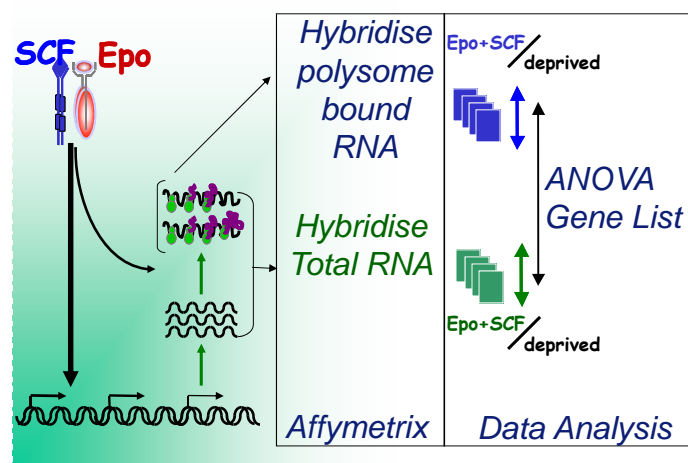 SCF Epo
Hybridise
polysome
bound
RNA
Hybridise
Total RNA
Affymetrix
Epo+SCF
/deprived
ANOVA
Gene List
Epo+SCF
/deprived
Data Analysis